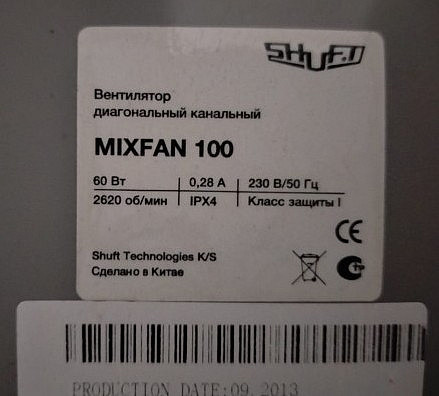 SHUFT
Вентилятор
диагональный канальный
MIXFAN 100
60 Вт 0,28 А 230 В/50 Гц
2620 об/мин IPX4 Класс защиты I
Shuft Technologies K/S
Сделано в Китае
CE
PRODUCTION DATE:09.2013